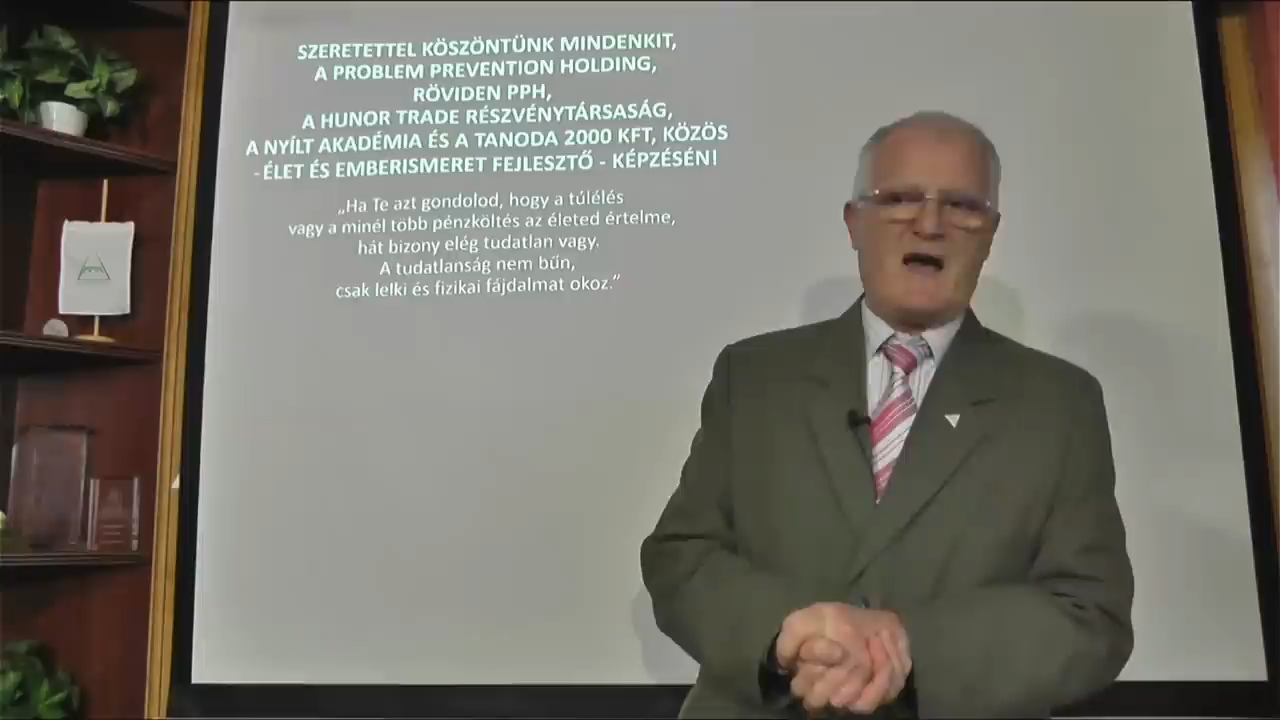 SZERETETTEL KÖSZÖNTÜNK MINDENKIT,
A PROBLEM PREVENTION HOLDING,
RÖVIDEN PPH,
A HUNOR TRADE RÉSZVÉNYTÁRSASÁG,
A NYÍLT AKADÉMIA ÉS A TANODA 2000 KFT, KÖZÖS
- ÉLET ÉS EMBERISMERET FEJLESZTŐ - KÉPZÉSÉN!
„Ha Te azt gondolod, hogy a túlélés
vagy a minél több pénzköltés az életed értelme,
hát bizony elég tudatlan vagy.
A tudatlanság nem bűn,
csak lelki és fizikai fájdalmat okoz.”